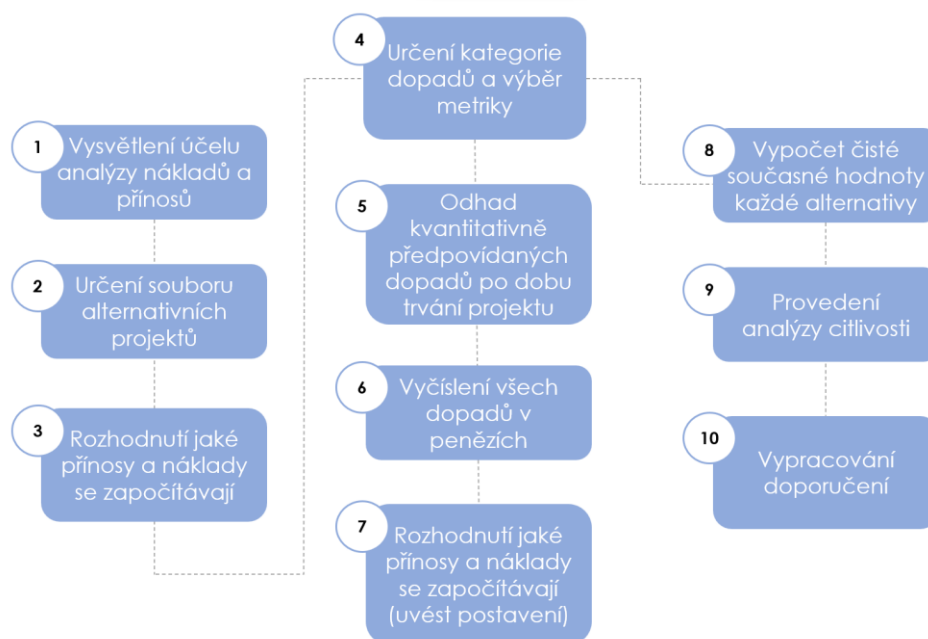 1
Vysvětlení účelu
analýzy nákladů a
přínosů
2
Určení souboru
alternativních
projektů
3
Rozhodnutí jaké
přínosy a náklady
se započítávají
4
Určení kategorie
dopadů a výběr
metriky
5
Odhad
kvantitativně
předpovídaných
dopadů po dobu
trvání projektu
6
Vyčíslení všech
dopadů v
penězích
7
Rozhodnutí jaké
přínosy a náklady
se započítávají
(uvést postavení)
8
Vypočet čisté
současné hodnoty
každé alternativy
9
Provedení
analýzy citlivosti
10
Vypracování
doporučení